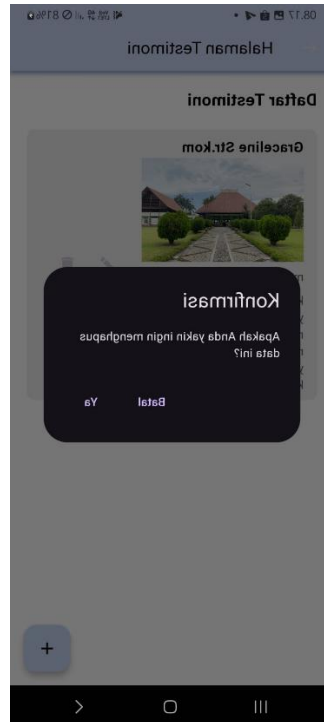 Halaman Testimoni
Daftar Testimoni
Graceline Str.kom
Konfirmasi
Apakah Anda yakin ingin menghapus
data ini?
Batal Ya
+